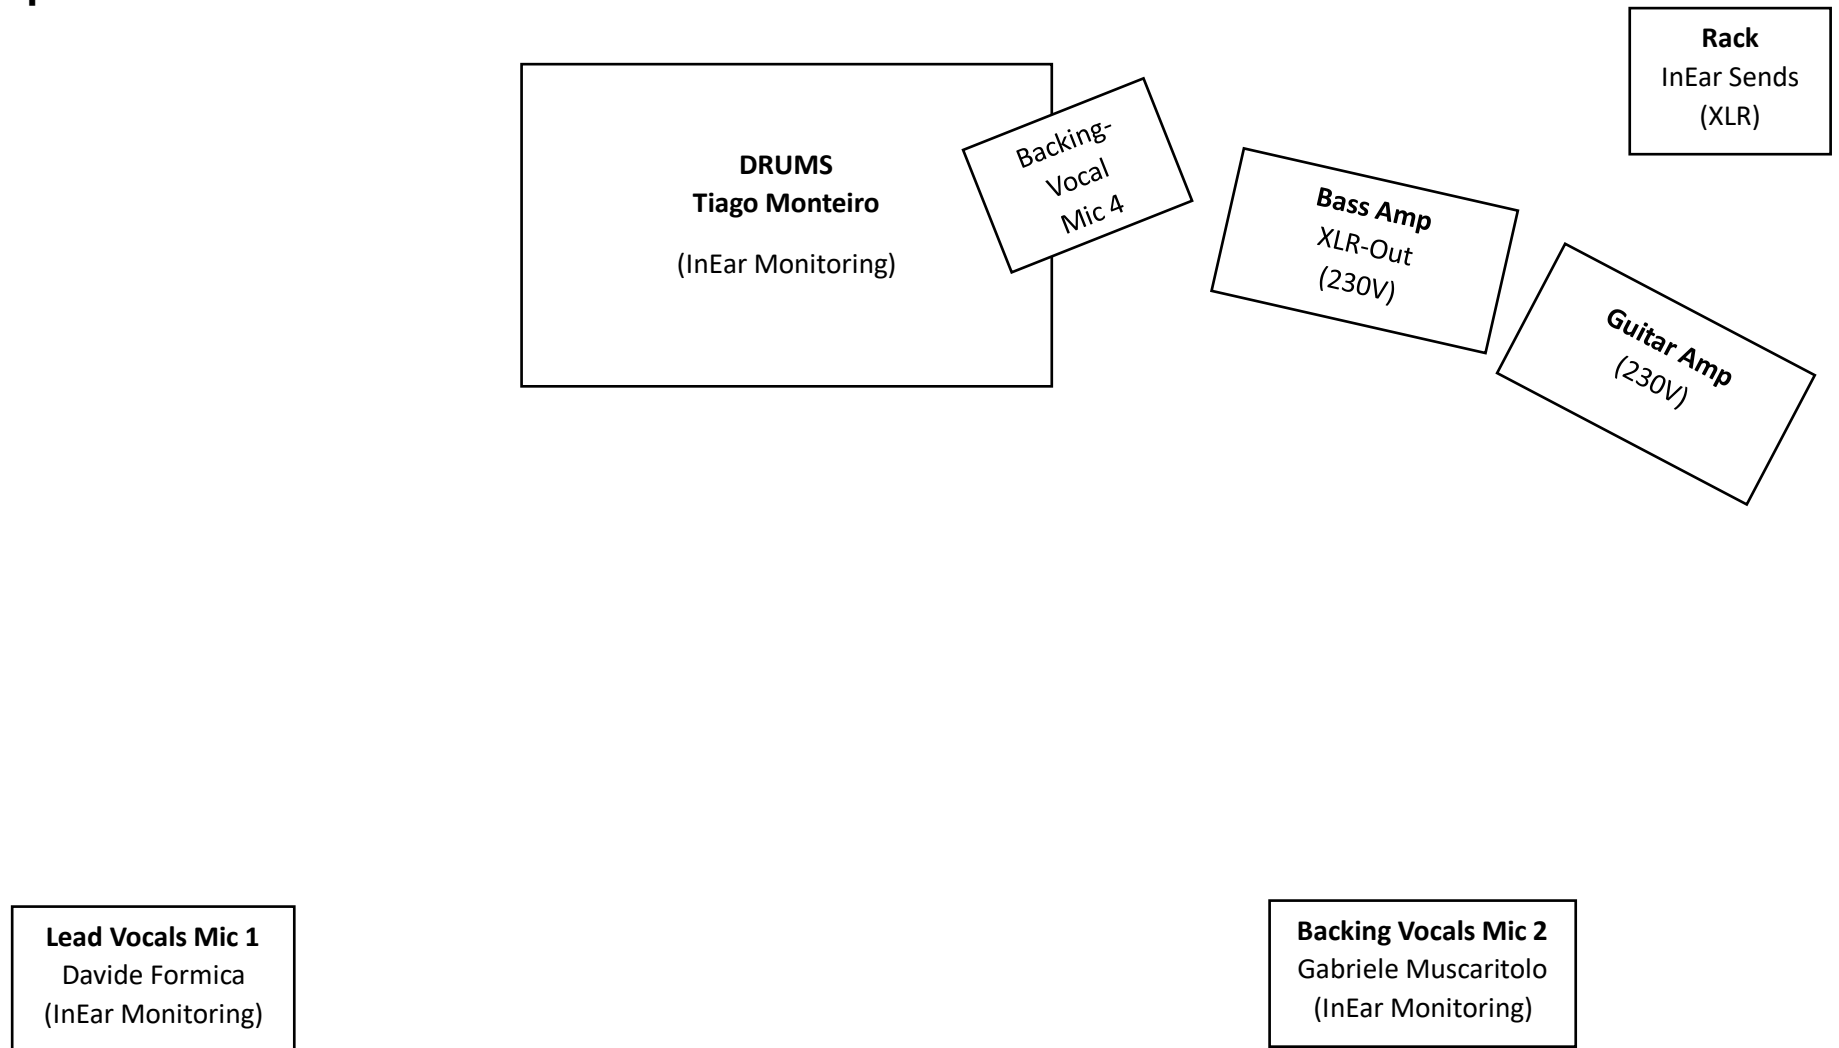 Rack
InEar Sends
(XLR)
DRUMS
Tiago Monteiro
(InEar Monitoring)
Backing-
Vocal
Mic 4
Bass Amp
XLR-Out
(230V)
Guitar Amp
(230V)
Lead Vocals Mic 1
Davide Formica
(InEar Monitoring)
Backing Vocals Mic 2
Gabriele Muscaritolo
(InEar Monitoring)